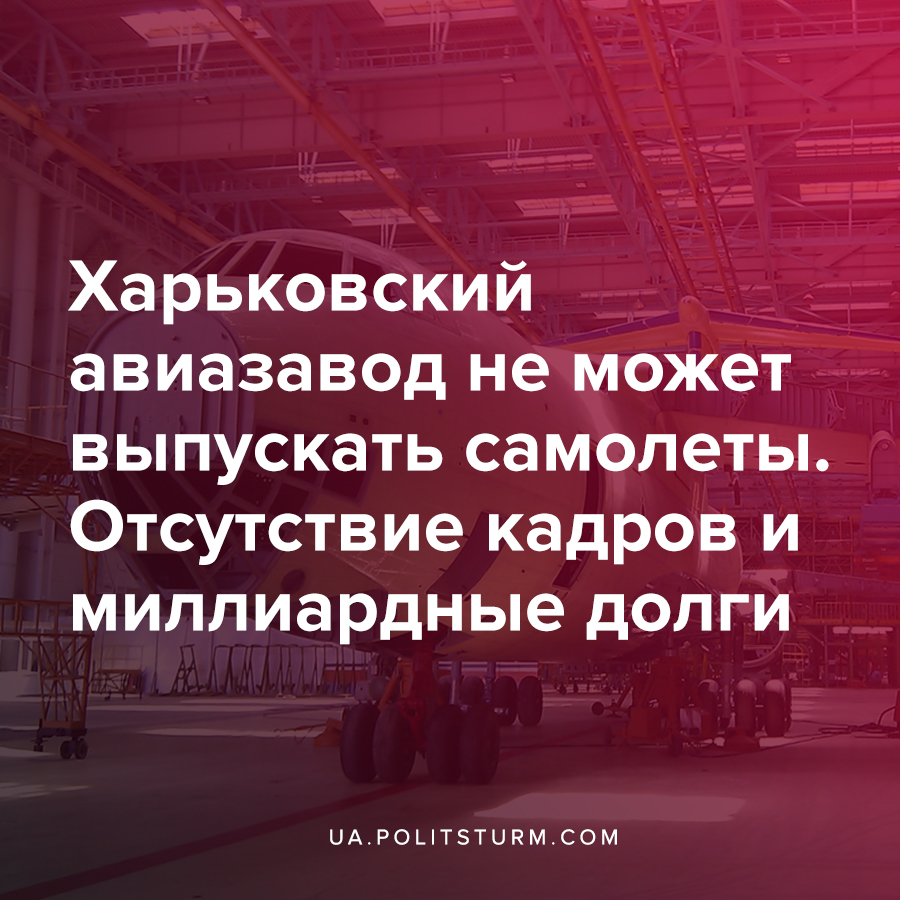 Харьковский
авиазавод не может
выпускать самолеты.
Отсутствие кадров и
миллиардные долги
UA.POLITSTURM.COM